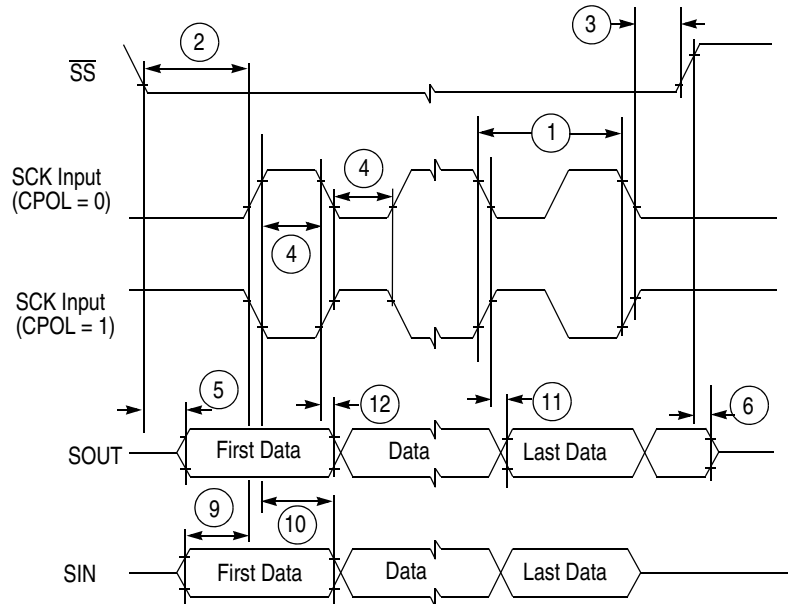 2
3
SS
1
SCK Input
(CPOL = 0)
4
4
SCK Input
(CPOL = 1)
5
12
11
6
SOUT
First Data
Data
Last Data
9
10
SIN
First Data
Data
Last Data